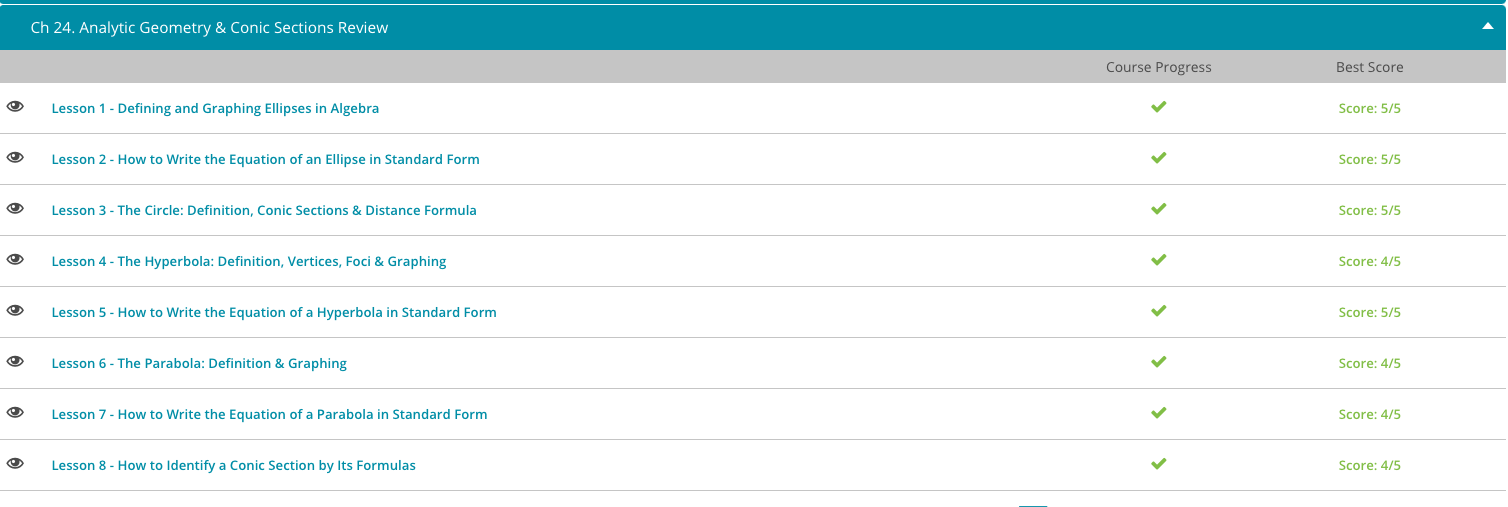 Ch 24. Analytic Geometry & Conic Sections Review
Course Progress Best Score
Lesson 1 - Defining and Graphing Ellipses in Algebra Score: 5/5
Lesson 2 - How to Write the Equation of an Ellipse in Standard Form Score: 5/5
Lesson 3 - The Circle: Definition, Conic Sections & Distance Formula Score: 5/5
Lesson 4 - The Hyperbola: Definition, Vertices, Foci & Graphing Score: 4/5
Lesson 5 - How to Write the Equation of a Hyperbola in Standard Form Score: 5/5
Lesson 6 - The Parabola: Definition & Graphing Score: 4/5
Lesson 7 - How to Write the Equation of a Parabola in Standard Form Score: 4/5
Lesson 8 - How to Identify a Conic Section by Its Formulas Score: 4/5